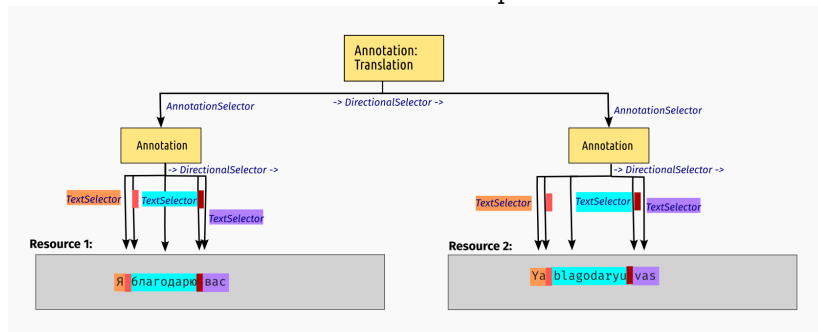 Annotation:
Translation
-> DirectionalSelector ->
AnnotationSelector
AnnotationSelector
Annotation
Annotation
-> DirectionalSelector ->
-> DirectionalSelector ->
TextSelector
TextSelector
TextSelector
TextSelector
TextSelector
TextSelector
Resource 1:
Resource 2:
Я благодарю вас
Ya blagodaryu vas